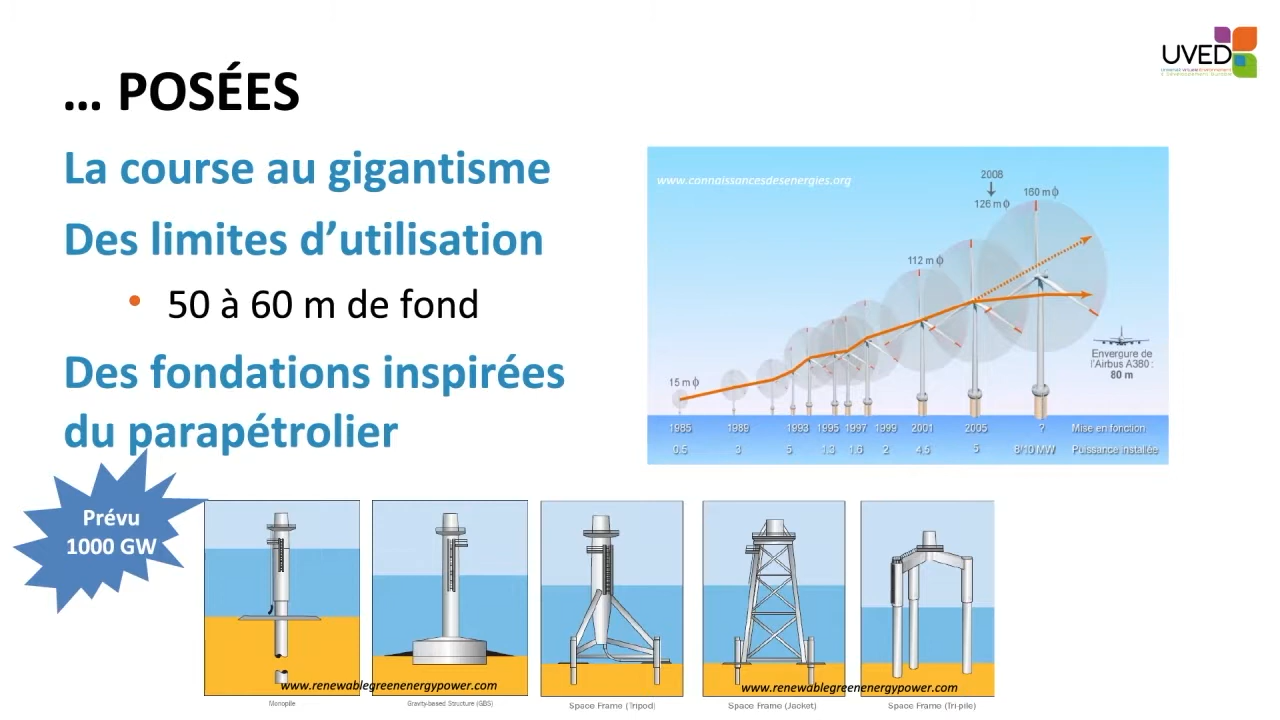 UVED
... POSÉES
La course au gigantisme
Des limites d’utilisation
• 50 à 60 m de fond
Des fondations inspirées
du parapétrolier
Prévu
1000 GW
www.connaissancesdesenergies.org
2008
126 m ϕ
160 m ϕ
112 m ϕ
15 m ϕ
Envergure de
l'Airbus A380 :
80 m
1985 1989 1993 1995 1997 1999 2001 2005 ? Mise en fonction
0.5 3 5 1.3 1.6 2 4.5 5 8/10 MW Puissance installée
www.renewablegreenenergypower.com
www.renewablegreenenergypower.com
Monopile
Gravity-based Structure (GBS)
Space Frame (Tripod)
Space Frame (Jacket)
Space Frame (Tri-pile)